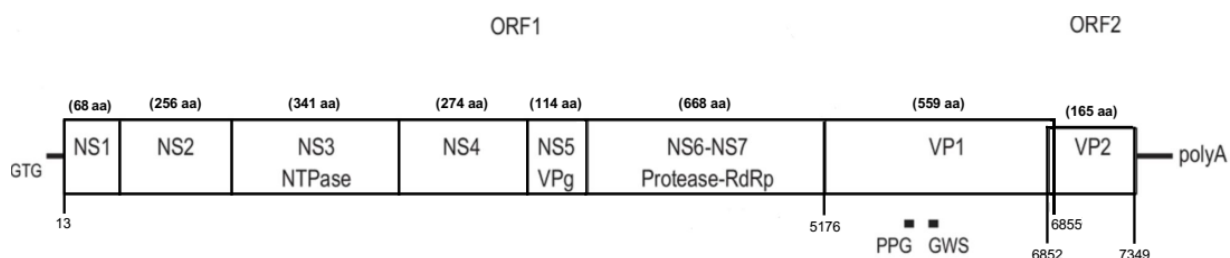 ORF1 ORF2
(68 aa) (256 aa) (341 aa) (274 aa) (114 aa) (668 aa) (559 aa) (165 aa)
NS1 NS2 NS3 NS4 NS5 NS6-NS7 VP1 VP2
GTG NTPase VPg Protease-RdRp polyA
13 5176 6855
PPG GWS 6852 7349